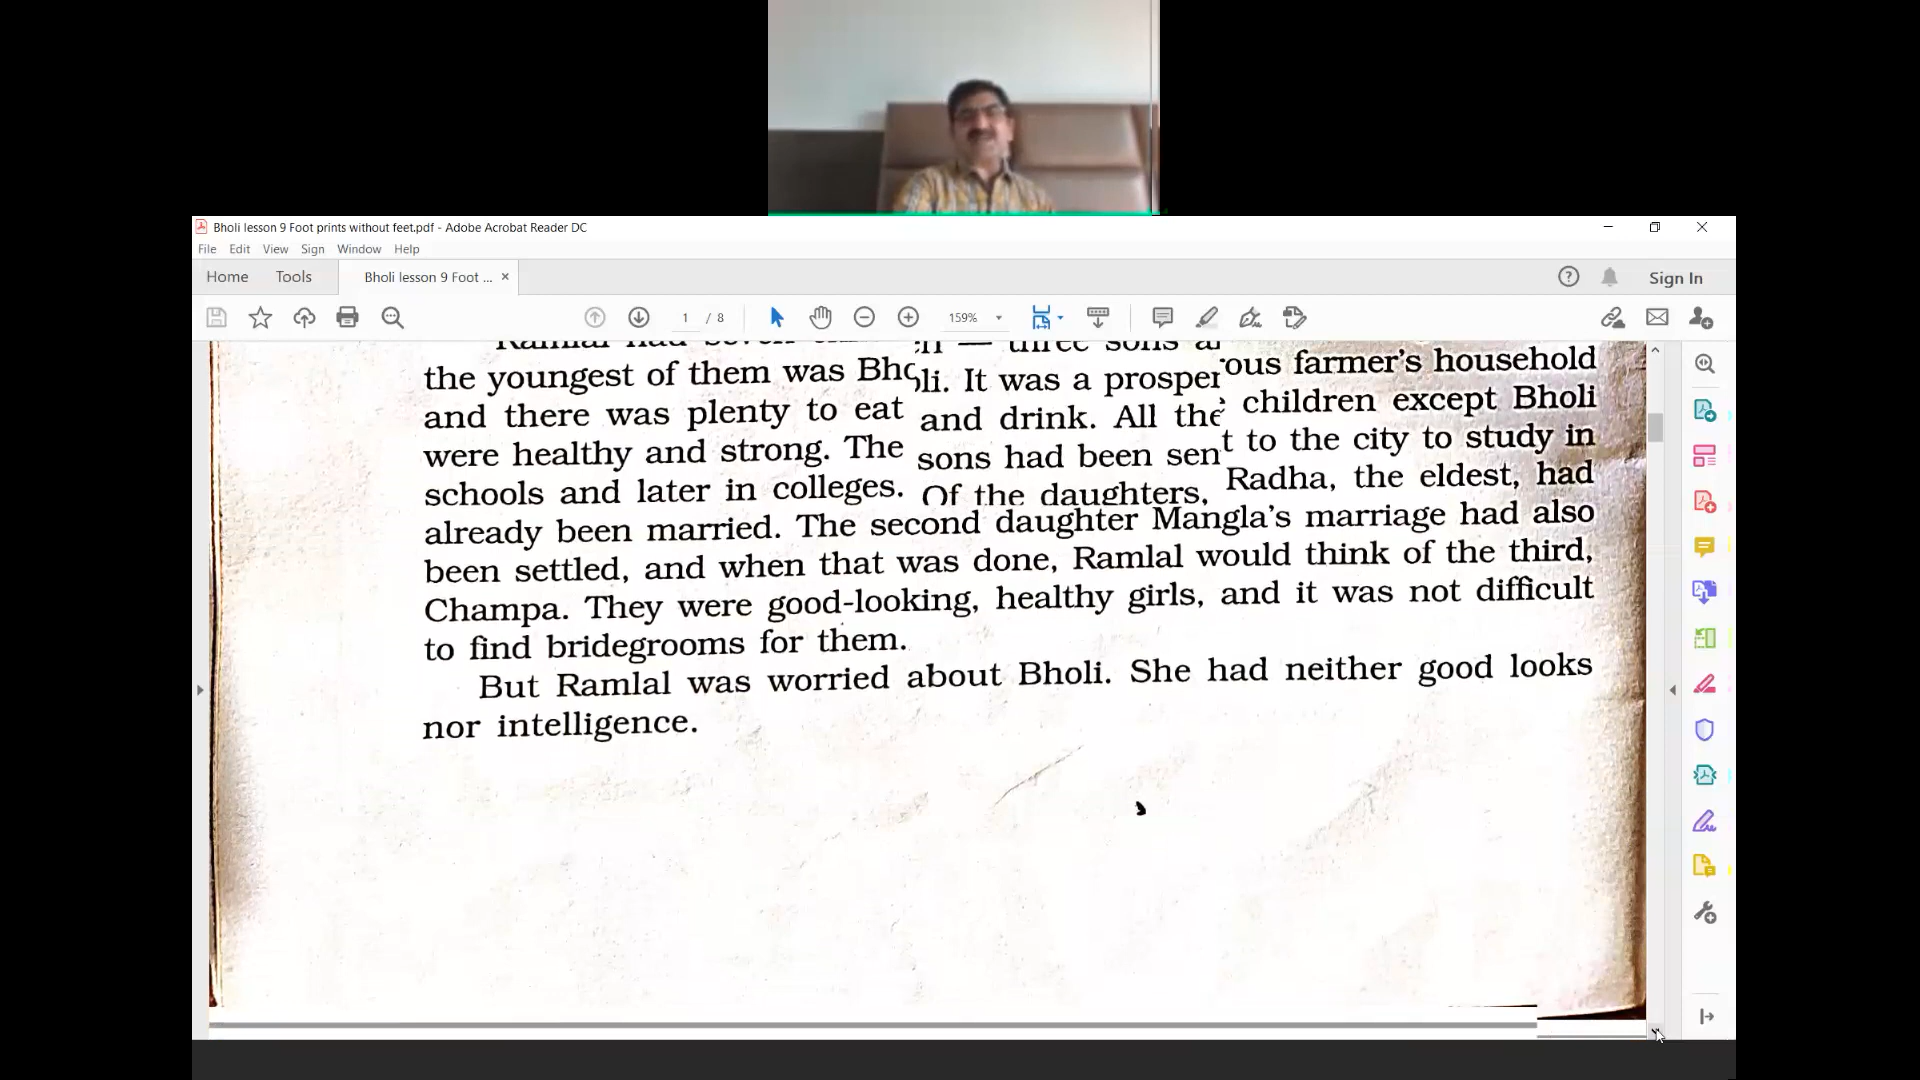 Bholi lesson 9 Foot prints without feet.pdf - Adobe Acrobat Reader DC
File Edit View Sign Window Help
Home Tools Bholi lesson 9 Foot ... × Sign In
1 / 8 159%
the youngest of them was Bholi. It was a prosperous farmer's household
and there was plenty to eat and drink. All the children except Bholi
were healthy and strong. The sons had been sent to the city to study in
schools and later in colleges. Of the daughters, Radha, the eldest, had
already been married. The second daughter Mangla's marriage had also
been settled, and when that was done, Ramlal would think of the third,
Champa. They were good-looking, healthy girls, and it was not difficult
to find bridegrooms for them.
But Ramlal was worried about Bholi. She had neither good looks
nor intelligence.